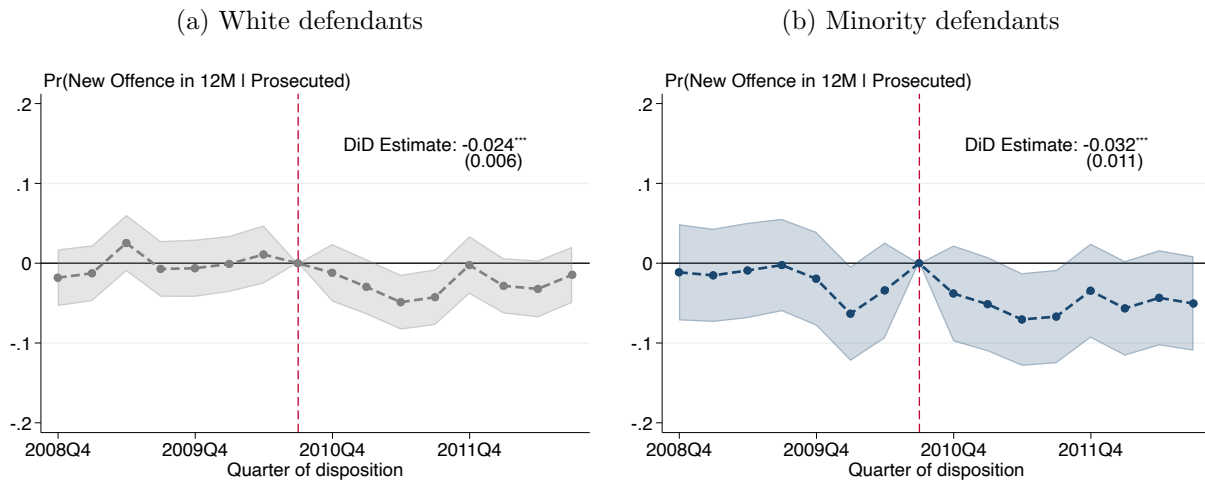 (a) White defendants
Pr(New Offence in 12M | Prosecuted)
.2
DiD Estimate: -0.024***
(0.006)
.1
0
-.1
-.2
2008Q4 2009Q4 2010Q4 2011Q4
Quarter of disposition
(b) Minority defendants
Pr(New Offence in 12M | Prosecuted)
.2
DiD Estimate: -0.032***
(0.011)
.1
0
-.1
-.2
2008Q4 2009Q4 2010Q4 2011Q4
Quarter of disposition